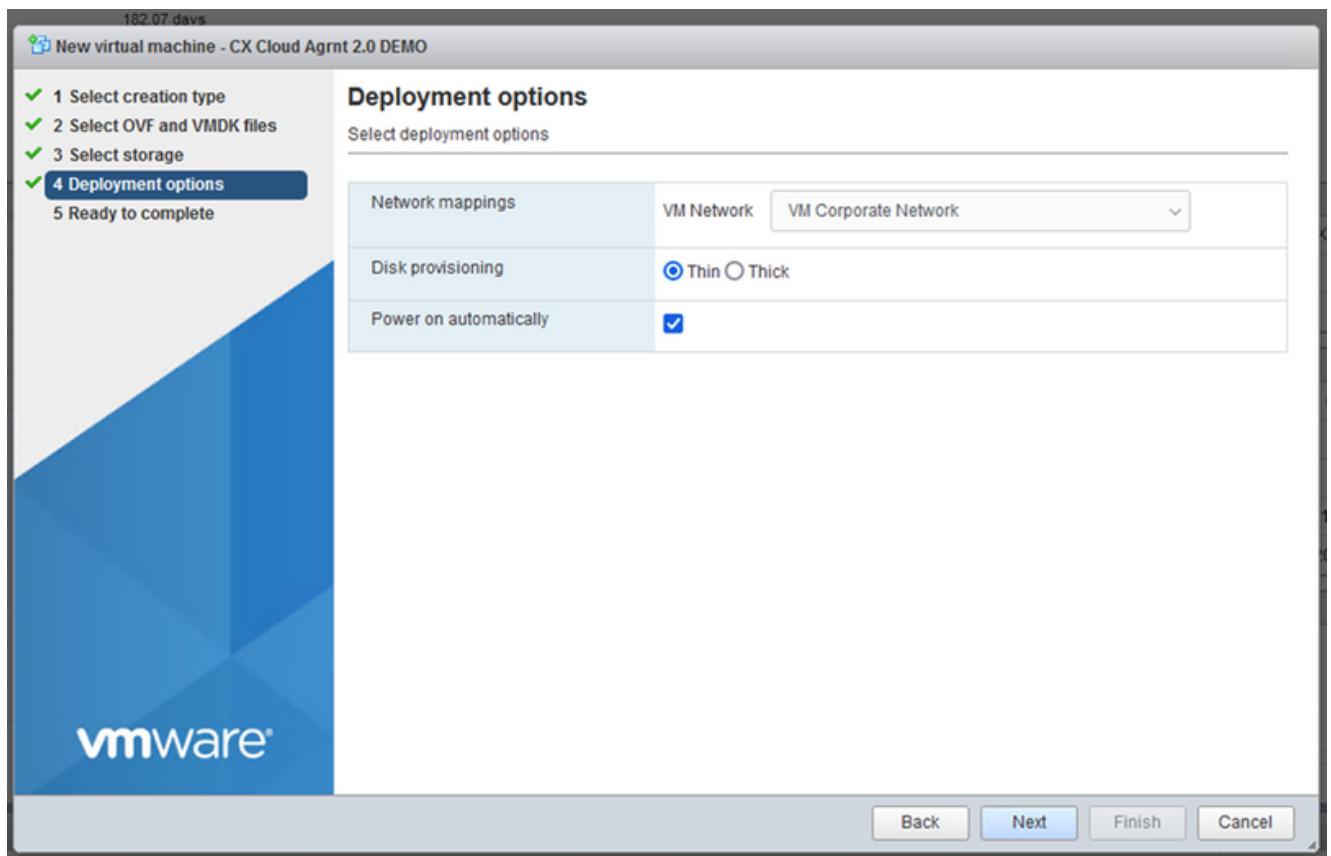 182.07 days
New virtual machine - CX Cloud Agrnt 2.0 DEMO
1 Select creation type
2 Select OVF and VMDK files
3 Select storage
4 Deployment options
5 Ready to complete
Deployment options
Select deployment options
Network mappings
VM Network VM Corporate Network
Disk provisioning
Thin Thick
Power on automatically
vmware®
Back Next Finish Cancel